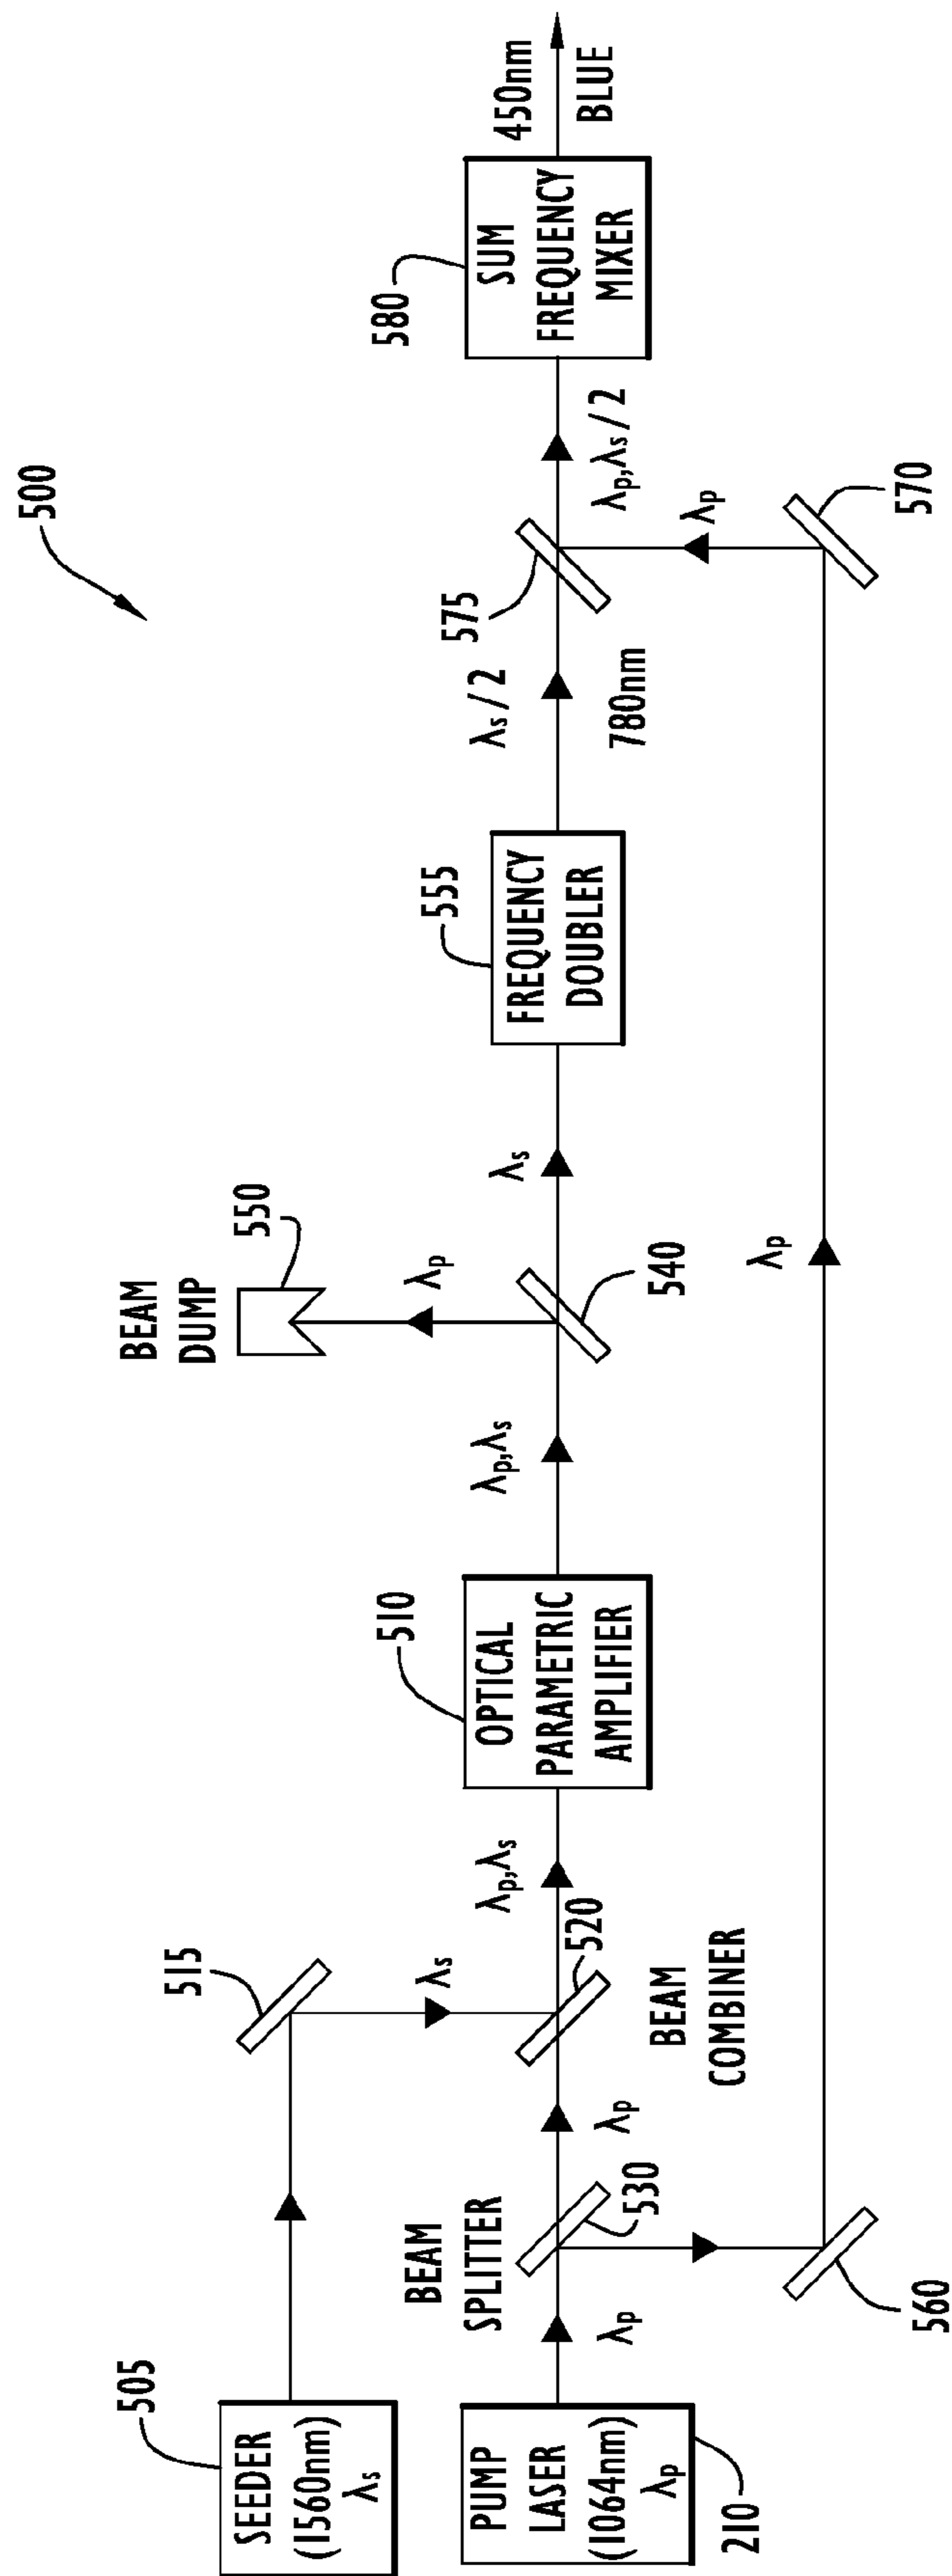 500
SEEDER
(1560nm)
λs
505
PUMP
LASER
(1064nm)
λp
210
λp
BEAM
SPLITTER
530
λp
560
515
λs
520
BEAM
COMBINER
λp,λs
OPTICAL
PARAMETRIC
AMPLIFIER
510
λp,λs
BEAM
DUMP
550
λp
540
λs
λp
FREQUENCY
DOUBLER
555
λs/2
780nm
575
λp
570
λp,λs/2
SUM
FREQUENCY
MIXER
580
450nm
BLUE